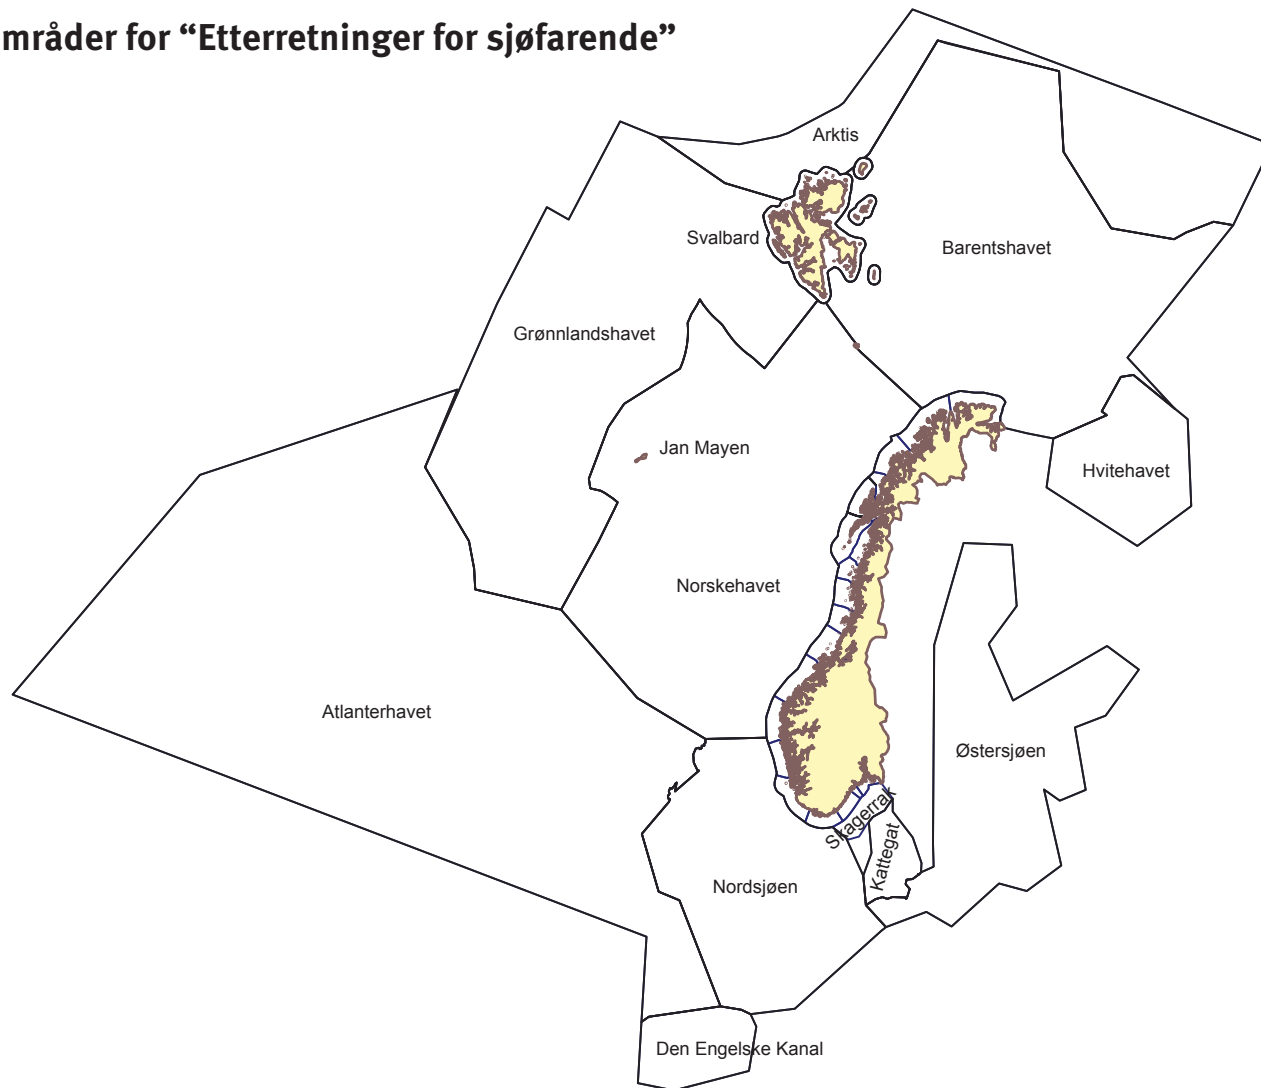 mråder for “Etterretninger for sjøfarende”
Arktis
Svalbard
Barentshavet
Grønnlandshavet
Jan Mayen
Hvitehavet
Norskehavet
Atlanterhavet
Østersjøen
Skagerrak
Kattegat
Nordsjøen
Den Engelske Kanal